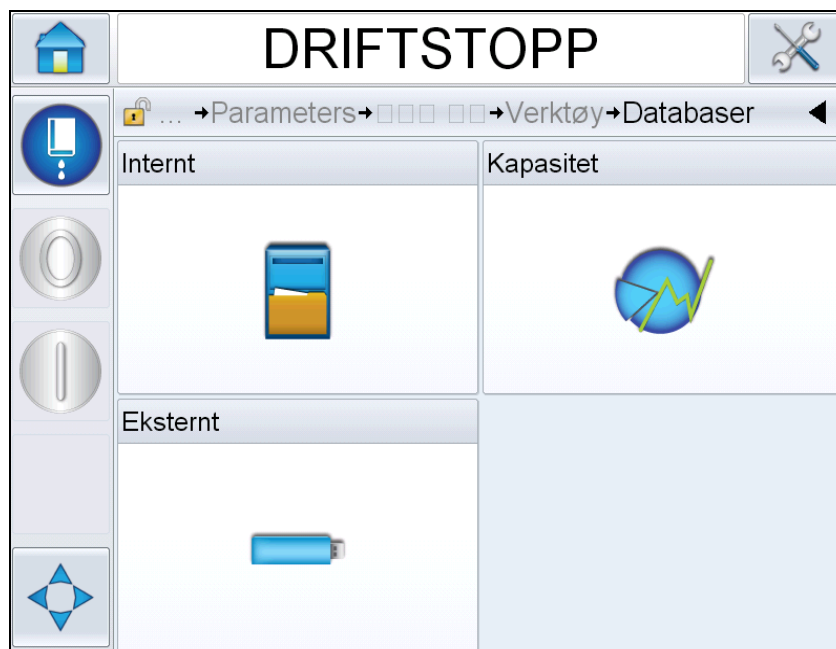 DRIFTSTOPP
... →Parameters→□□□ □□→Verktøy→Databaser
Internt
Kapasitet
Eksternt